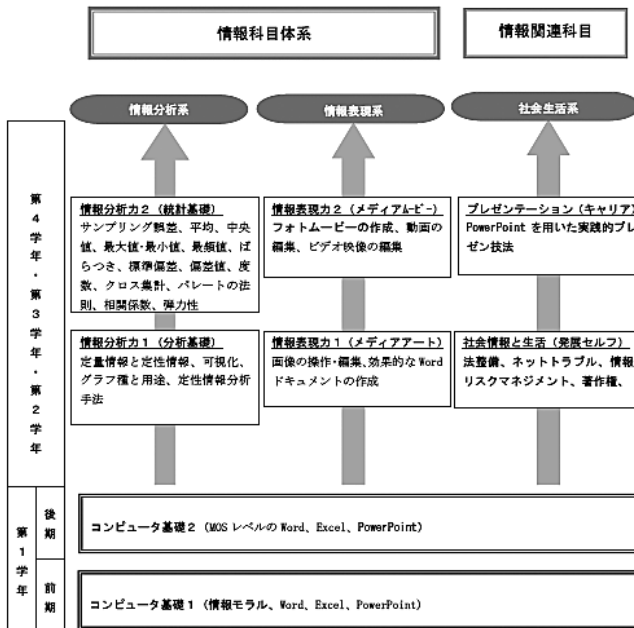 情報科目体系
情報関連科目
情報分析系
情報表現系
社会生活系
第4学年・第3学年・第2学年
情報分析力2（統計基礎）
サンプリング誤差、平均、中央
値、最大値・最小値、最頻値、ば
らつき、標準偏差、偏差値、度
数、クロス集計、パレートの法
則、相関係数、弾力性
情報表現力2（メディアムービー）
フォトムービーの作成、動画の
編集、ビデオ映像の編集
プレゼンテーション（キャリア）
PowerPoint を用いた実践的プレ
ゼン技法
情報分析力1（分析基礎）
定量情報と定性情報、可視化、
グラフ種と用途、定性情報分析
手法
情報表現力1（メディアアート）
画像の操作・編集、効果的な Word
ドキュメントの作成
社会情報と生活（発展セルフ）
法整備、ネットトラブル、情報
リスクマネジメント、著作権、
第1学年
後期
コンピュータ基礎2（MOS レベルの Word、Excel、PowerPoint）
前期
コンピュータ基礎1（情報モラル、Word、Excel、PowerPoint）